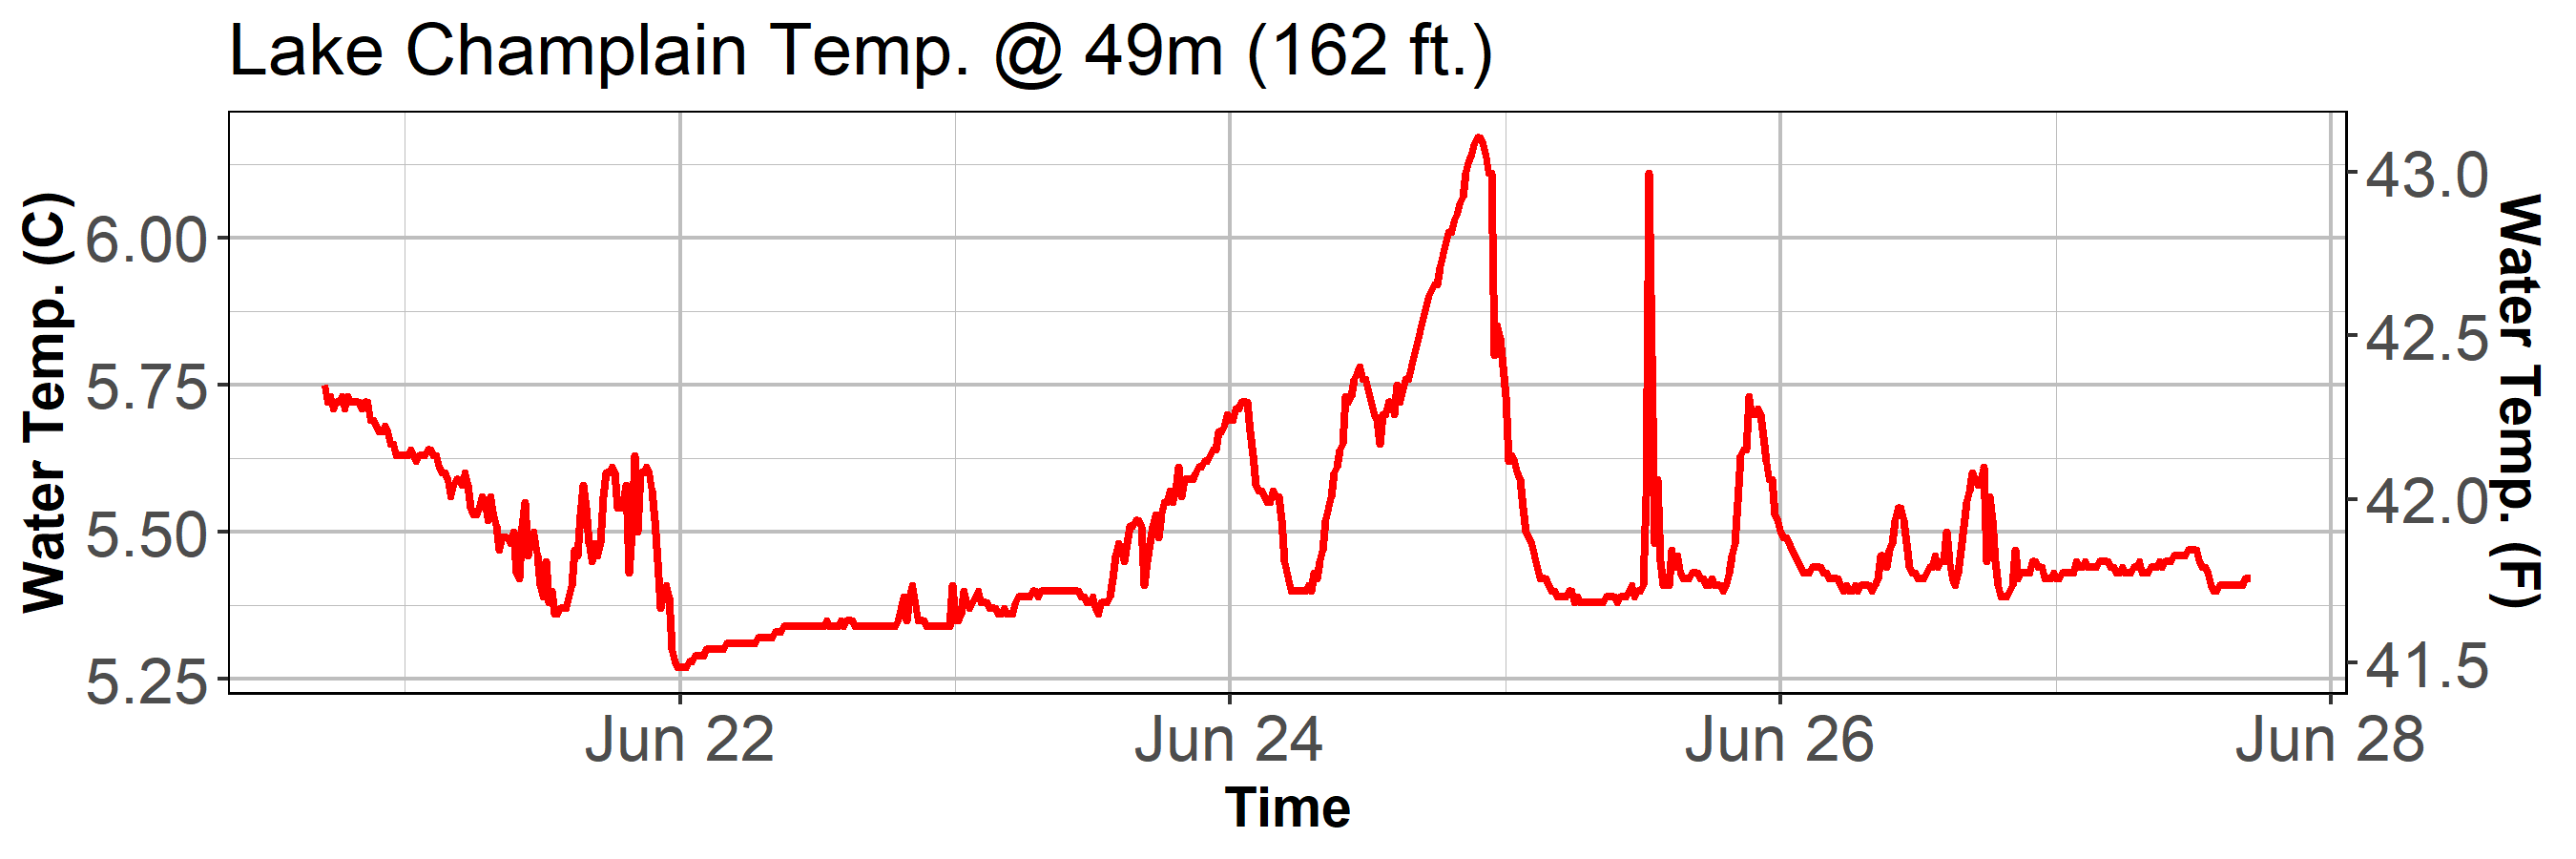 Lake Champlain Temp. @ 49m (162 ft.)
Water Temp. (C)
6.00
5.75
5.50
5.25
43.0
42.5
42.0
41.5
Water Temp. (F)
Jun 22 Jun 24 Jun 26 Jun 28
Time